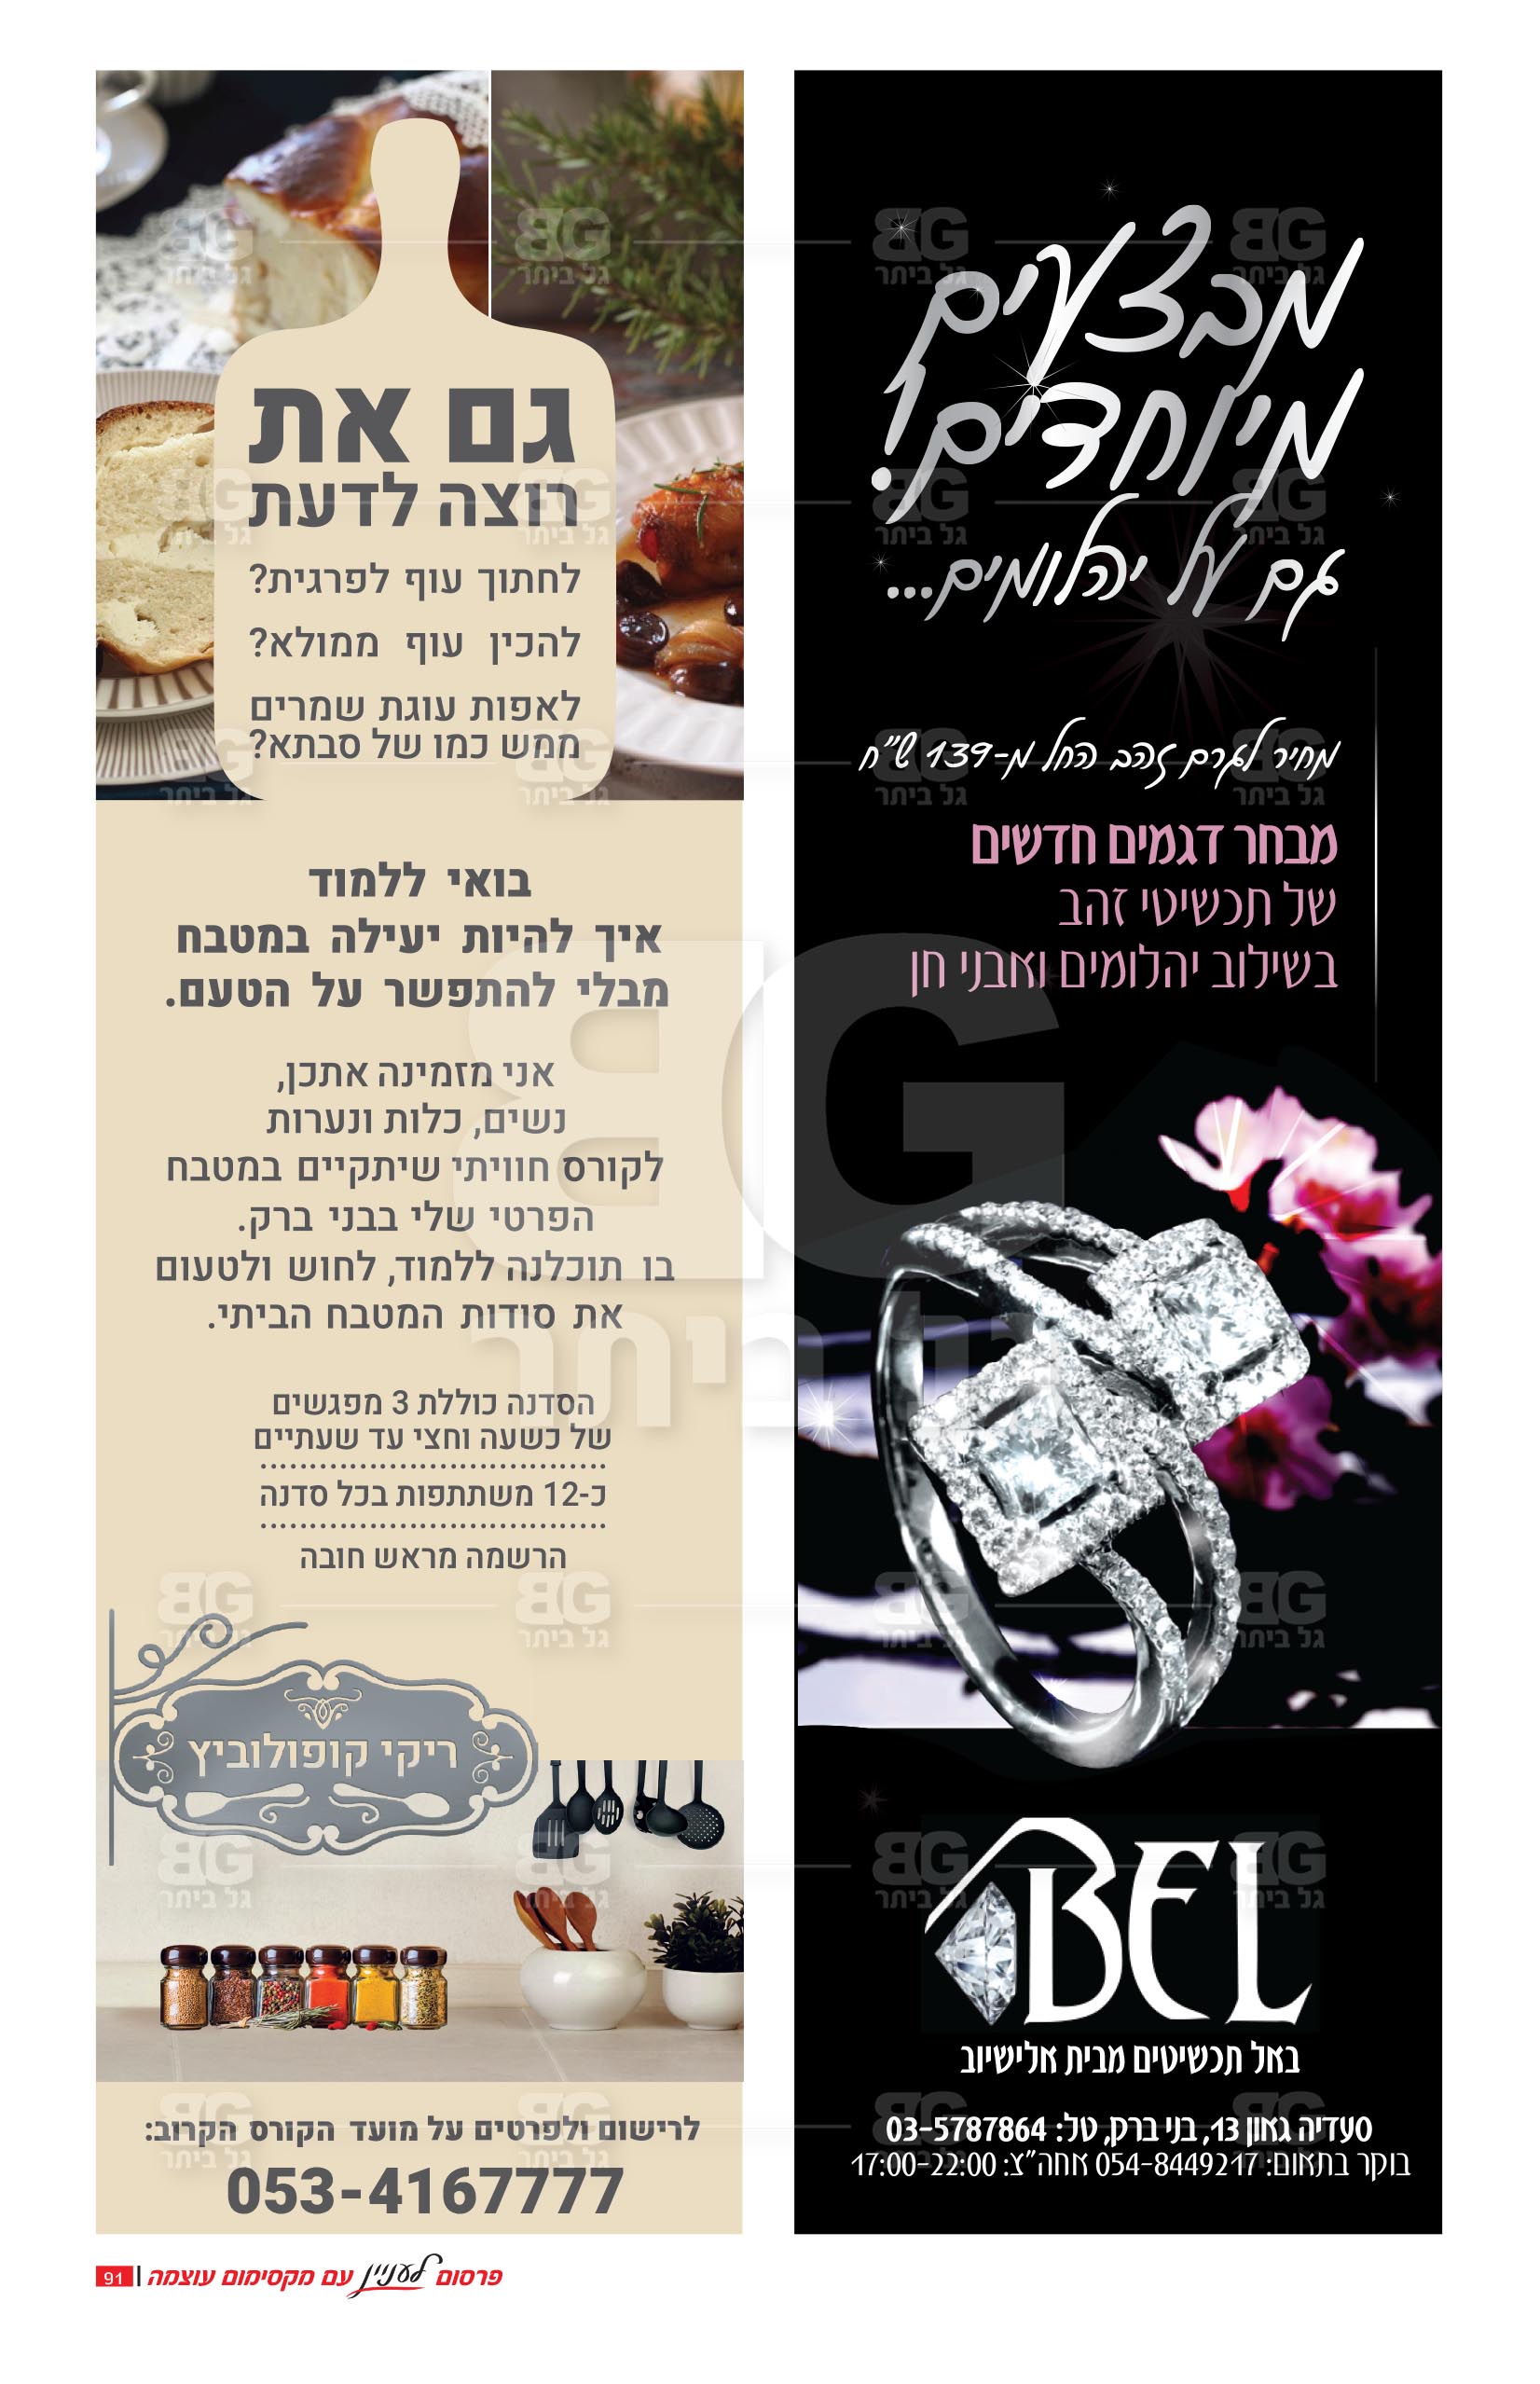 מבצעים
מיוחדים!
גם על יהלומים...
מחיר לגרם זהב החל מ-139 ש"ח
מבחר דגמים חדשים
של תכשיטי זהב
בשילוב יהלומים ואבני חן
BEL
באל תכשיטים מבית אלישיוב
סעדיה גאון 13, בני ברק, טל: 03-5787864
בוקר בתאום: 054-8449217 אחה"צ: 17:00-22:00
גם את
רוצה לדעת
לחתוך עוף לפרגית?
להכין עוף ממולא?
לאפות עוגת שמרים
ממש כמו של סבתא?
בואי ללמוד
איך להיות יעילה במטבח
מבלי להתפשר על הטעם.
אני מזמינה אתכן,
נשים, כלות ונערות
לקורס חוויתי שיתקיים במטבח
הפרטי שלי בבני ברק.
בו תוכלנה ללמוד, לחוש ולטעום
את סודות המטבח הביתי.
הסדנה כוללת 3 מפגשים
של כשעה וחצי עד שעתיים
כ-12 משתתפות בכל סדנה
הרשמה מראש חובה
ריקי קופולוביץ
לרישום ולפרטים על מועד הקורס הקרוב:
053-4167777
פרסום לעניין עם מקסימום עוצמה | 91
BG
גל ביתר